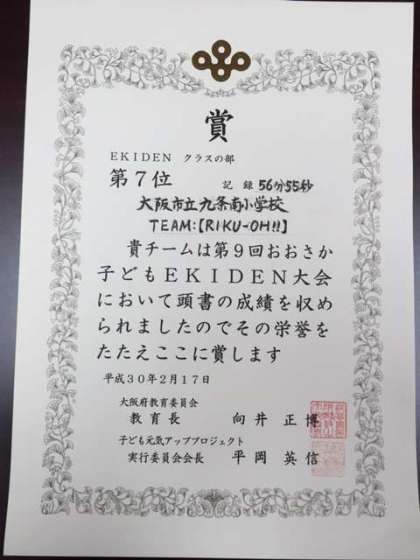 賞
EKIDEN クラスの部
第7位 記録 56分55秒
大阪市立九条南小学校
TEAM:【RIKU-OH!!】
貴チームは第9回おおさか
子どもEKIDEN大会
において頭書の成績を収め
られましたのでその栄誉を
たたえここに賞します
平成30年2月17日
大阪府教育委員会
教育長 向井正博
子ども元気アッププロジェクト
実行委員会会長 平岡英信